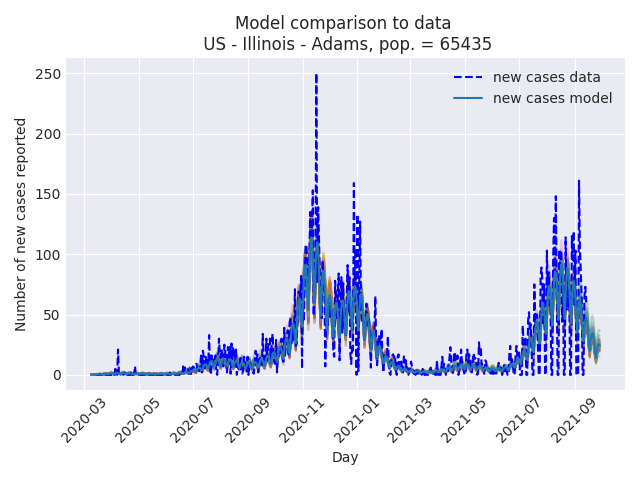 Model comparison to data
US - Illinois - Adams, pop. = 65435
new cases data
new cases model
Number of new cases reported
250
200
150
100
50
0
2020-03
2020-05
2020-07
2020-09
2020-11
2021-01
2021-03
2021-05
2021-07
2021-09
Day